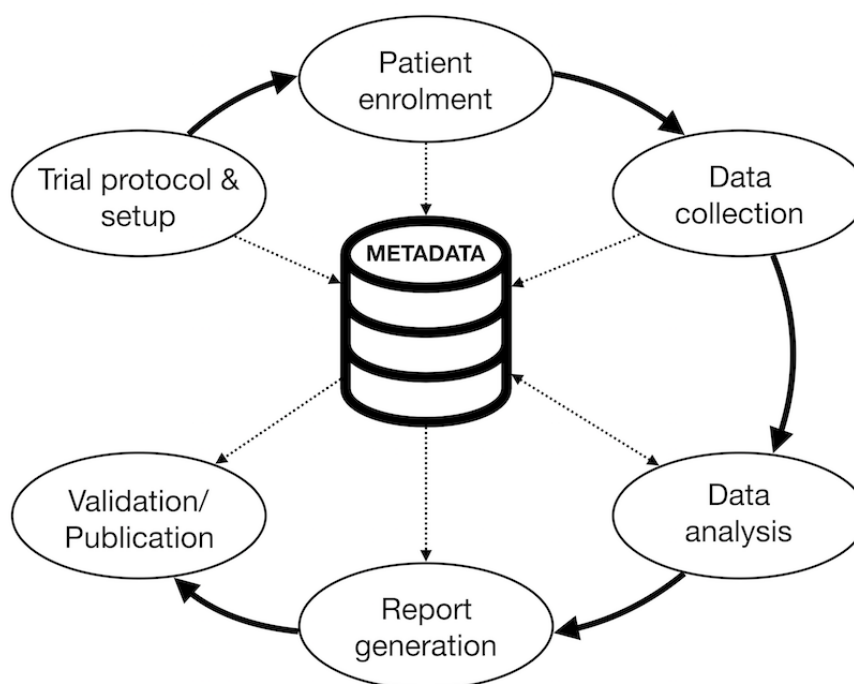 Patient
enrolment
Trial protocol &
setup
Data
collection
METADATA
Validation/
Publication
Data
analysis
Report
generation